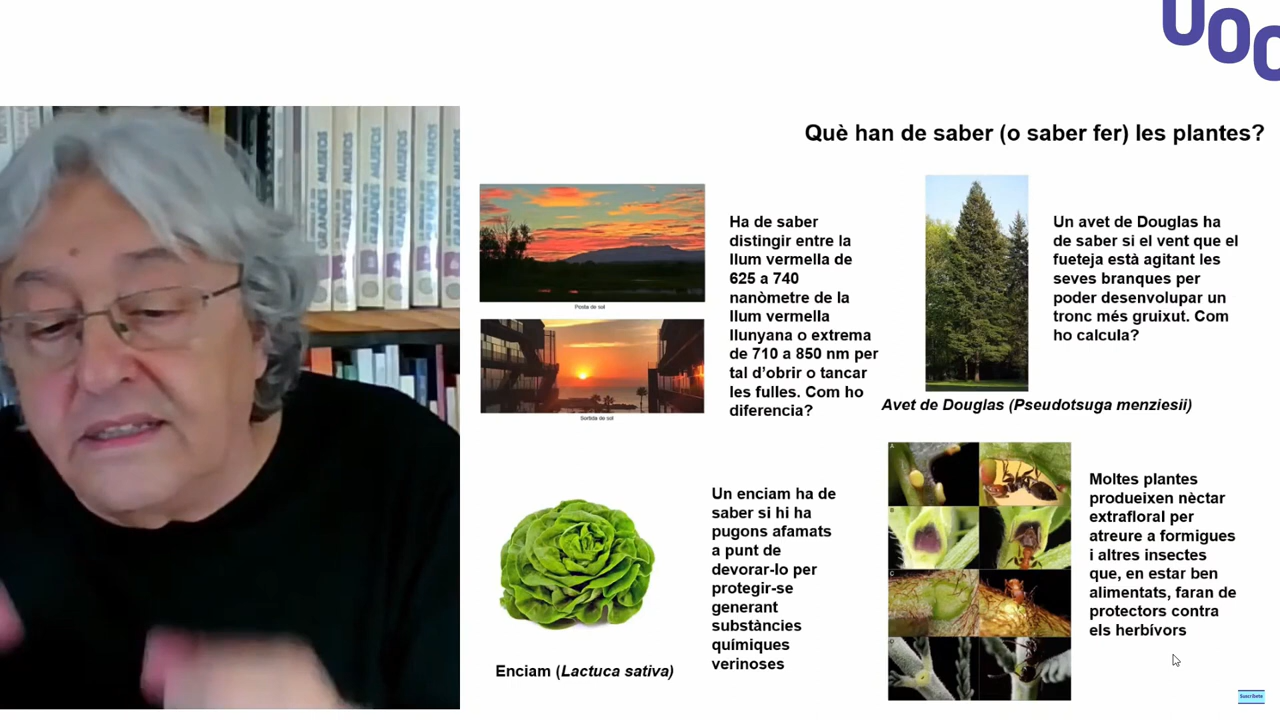 UOC
Què han de saber (o saber fer) les plantes?
Posta de sol
Sortida de sol
Ha de saber
distingir entre la
llum vermella de
625 a 740
nanòmetre de la
llum vermella
llunyana o extrema
de 710 a 850 nm per
tal d’obrir o tancar
les fulles. Com ho
diferencia?
Un avet de Douglas ha
de saber si el vent que el
fueteja està agitant les
seves branques per
poder desenvolupar un
tronc més gruixut. Com
ho calcula?
Avet de Douglas (Pseudotsuga menziesii)
Un enciam ha de
saber si hi ha
pugons afamats
a punt de
devorar-lo per
protegir-se
generant
substàncies
químiques
verinoses
Enciam (Lactuca sativa)
A
B
C
D
Moltes plantes
produeixen nèctar
extrafloral per
atreure a formigues
i altres insectes
que, en estar ben
alimentats, faran de
protectors contra
els herbívors
Suscríbete
GRANDES MUSEOS
GRANDES MUSEOS
GRANDES MUSEOS